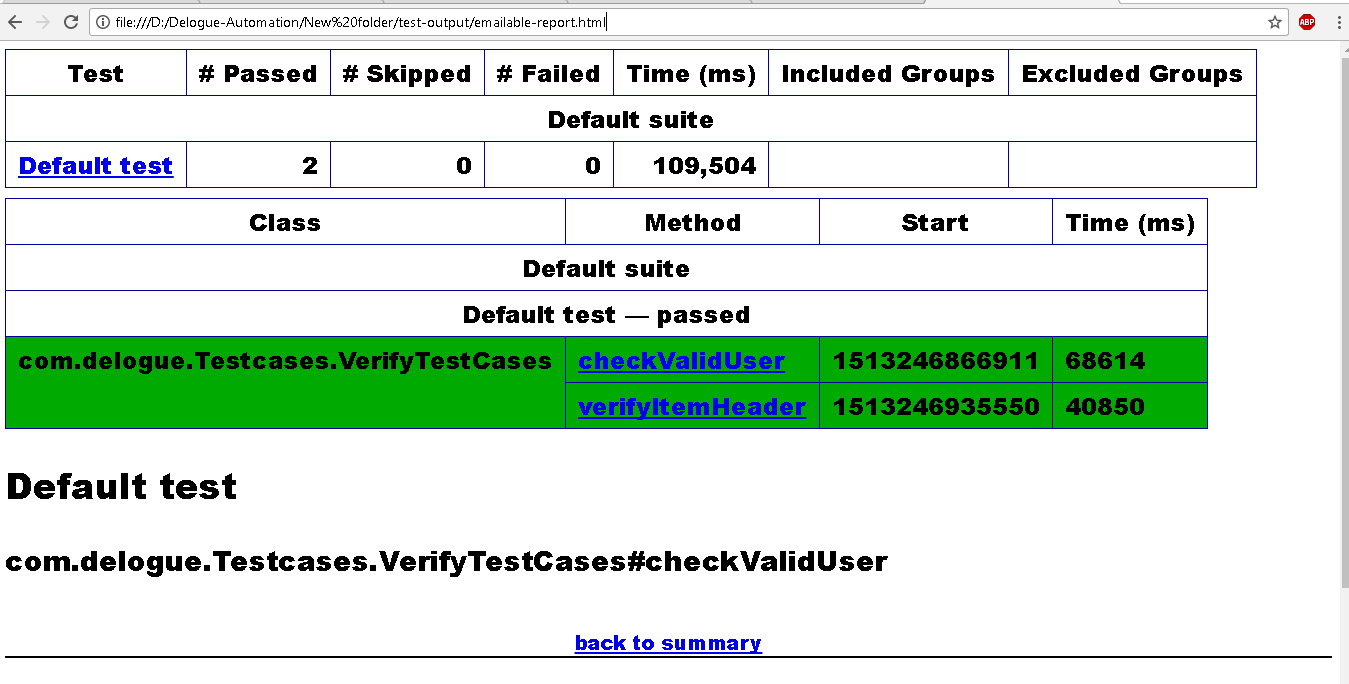 file:///D:/Delogue-Automation/New%20folder/test-output/emailable-report.html ABP
Test # Passed # Skipped # Failed Time (ms) Included Groups Excluded Groups
Default suite
Default test 2 0 0 109,504
Class Method Start Time (ms)
Default suite
Default test — passed
com.delogue.Testcases.VerifyTestCases checkValidUser 1513246866911 68614
verifyItemHeader 1513246935550 40850
Default test
com.delogue.Testcases.VerifyTestCases#checkValidUser
back to summary